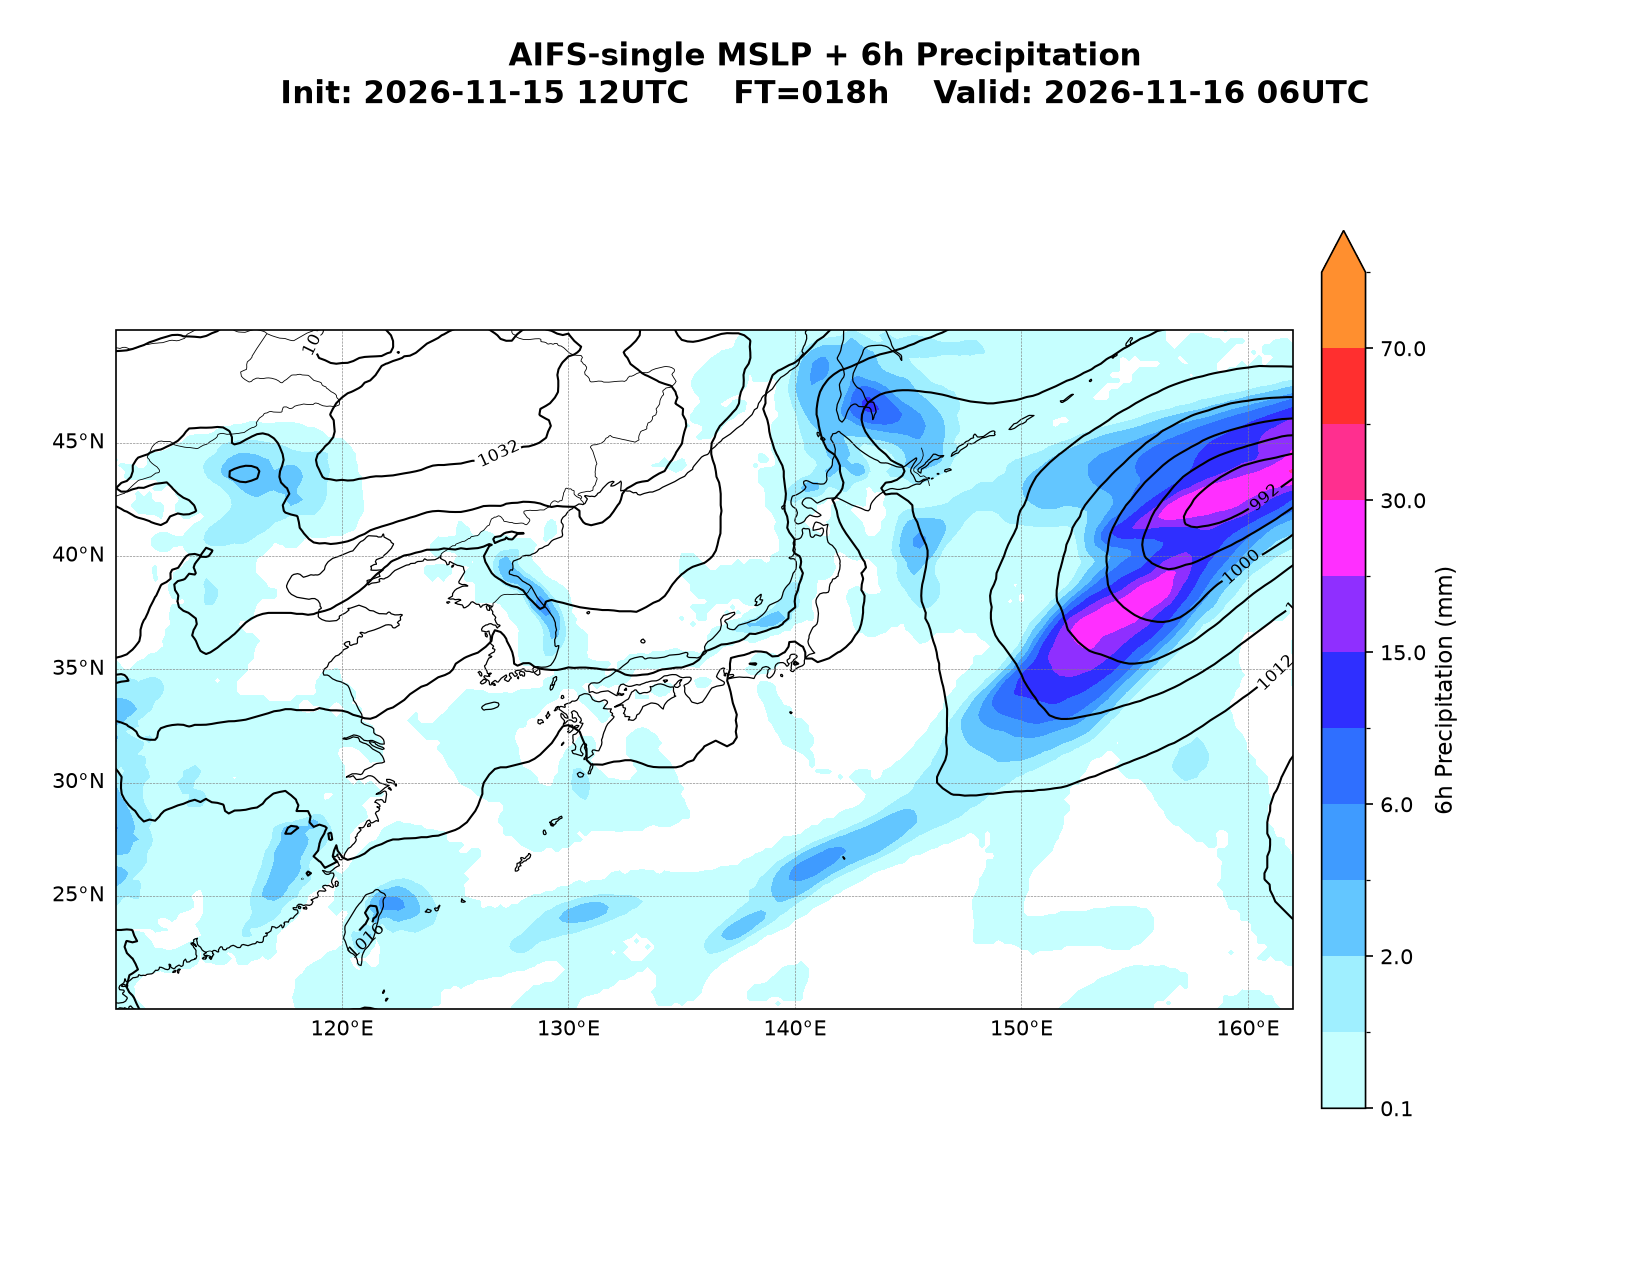 AIFS-single MSLP + 6h Precipitation
Init: 2026-11-15 12UTC    FT=018h    Valid: 2026-11-16 06UTC
70.0
30.0
15.0
6.0
2.0
0.1
6h Precipitation (mm)
45°N
40°N
35°N
30°N
25°N
120°E
130°E
140°E
150°E
160°E
10
1032
992
1000
1012
1016